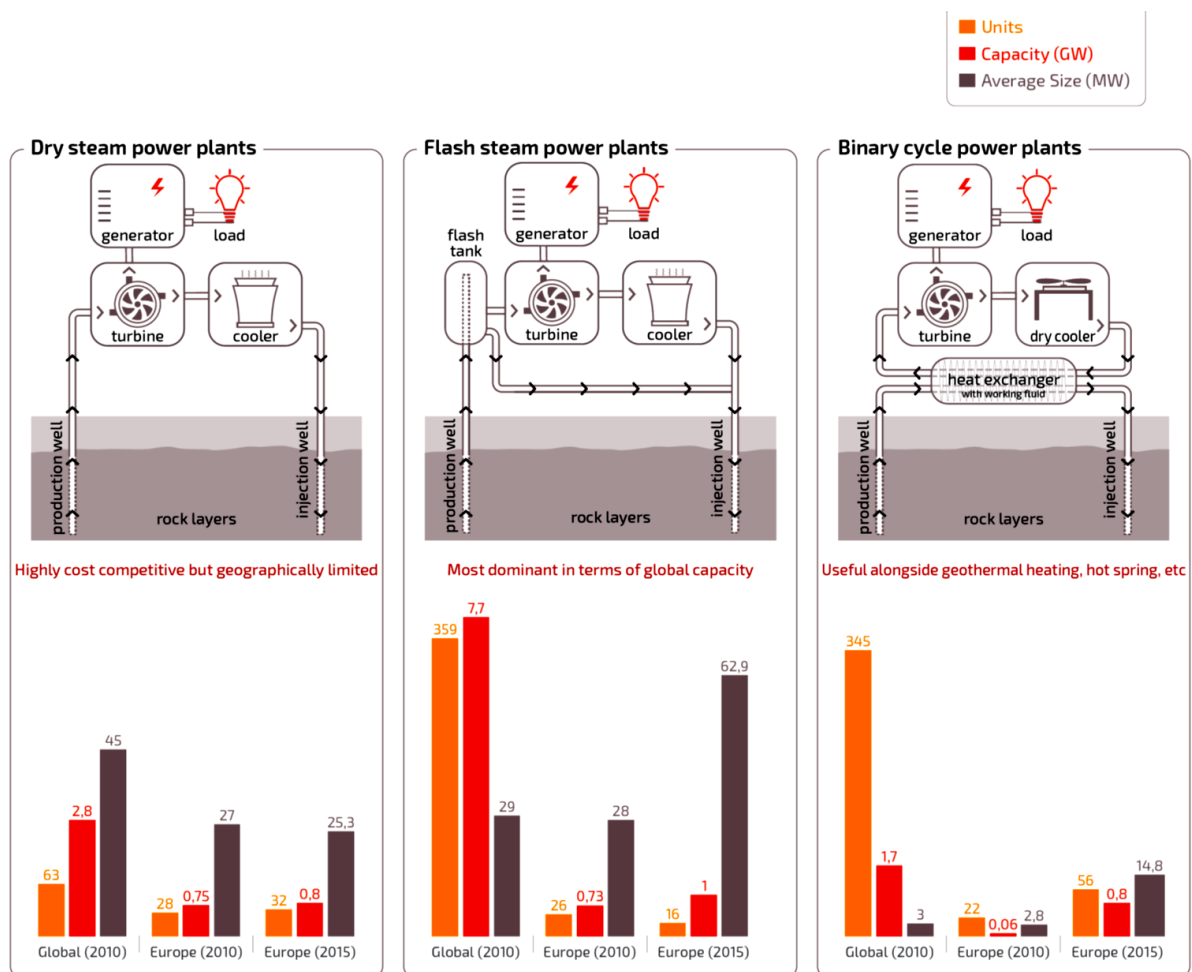 Units
Capacity (GW)
Average Size (MW)
Dry steam power plants
generator
load
turbine
cooler
production well
injection well
rock layers
Highly cost competitive but geographically limited
63
2,8
45
28
0,75
27
32
0,8
25,3
Global (2010)
Europe (2010)
Europe (2015)
Flash steam power plants
flash
tank
generator
load
turbine
cooler
production well
injection well
rock layers
Most dominant in terms of global capacity
359
7,7
29
26
0,73
28
16
1
62,9
Global (2010)
Europe (2010)
Europe (2015)
Binary cycle power plants
generator
load
turbine
dry cooler
heat exchanger
with working fluid
production well
injection well
rock layers
Useful alongside geothermal heating, hot spring, etc
345
1,7
3
22
0,06
2,8
56
0,8
14,8
Global (2010)
Europe (2010)
Europe (2015)